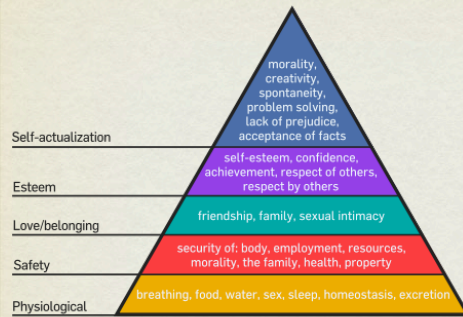 morality,
creativity,
spontaneity,
problem solving,
lack of prejudice,
acceptance of facts
Self-actualization
self-esteem, confidence,
achievement, respect of others,
respect by others
Esteem
friendship, family, sexual intimacy
Love/belonging
security of: body, employment, resources,
morality, the family, health, property
Safety
breathing, food, water, sex, sleep, homeostasis, excretion
Physiological